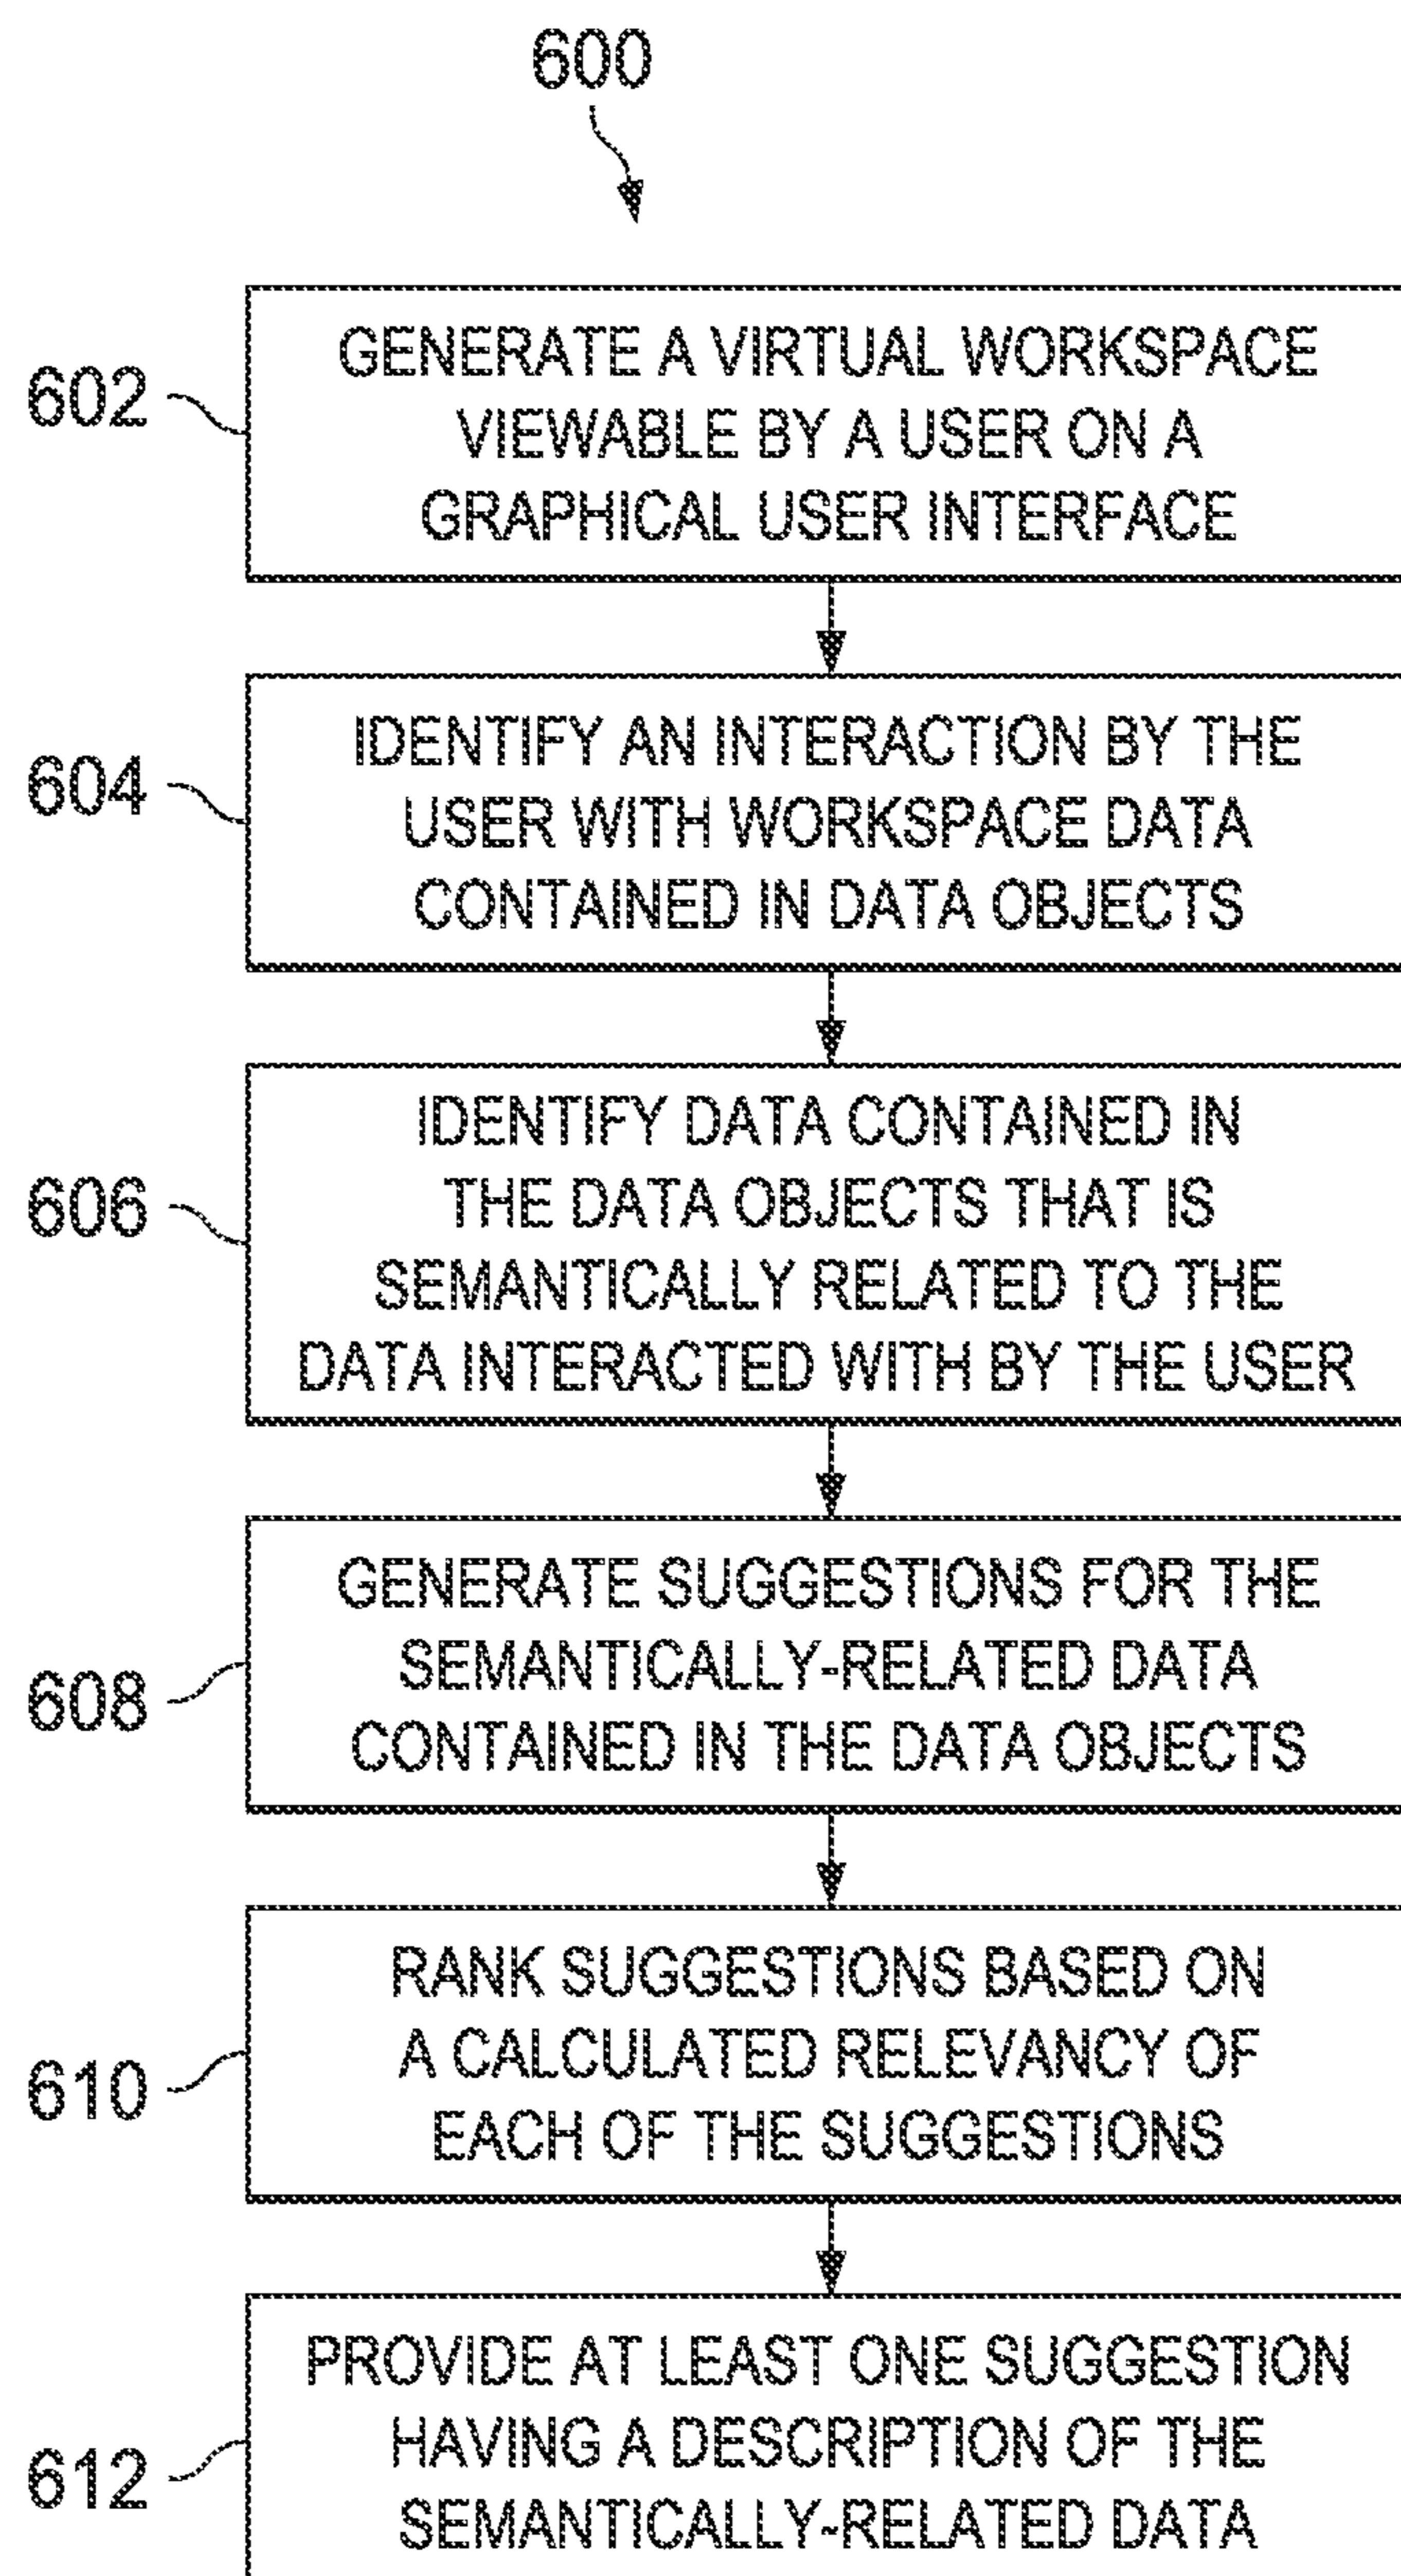 600
602
GENERATE A VIRTUAL WORKSPACE
VIEWABLE BY A USER ON A
GRAPHICAL USER INTERFACE
604
IDENTIFY AN INTERACTION BY THE
USER WITH WORKSPACE DATA
CONTAINED IN DATA OBJECTS
606
IDENTIFY DATA CONTAINED IN
THE DATA OBJECTS THAT IS
SEMANTICALLY RELATED TO THE
DATA INTERACTED WITH BY THE USER
608
GENERATE SUGGESTIONS FOR THE
SEMANTICALLY-RELATED DATA
CONTAINED IN THE DATA OBJECTS
610
RANK SUGGESTIONS BASED ON
A CALCULATED RELEVANCY OF
EACH OF THE SUGGESTIONS
612
PROVIDE AT LEAST ONE SUGGESTION
HAVING A DESCRIPTION OF THE
SEMANTICALLY-RELATED DATA